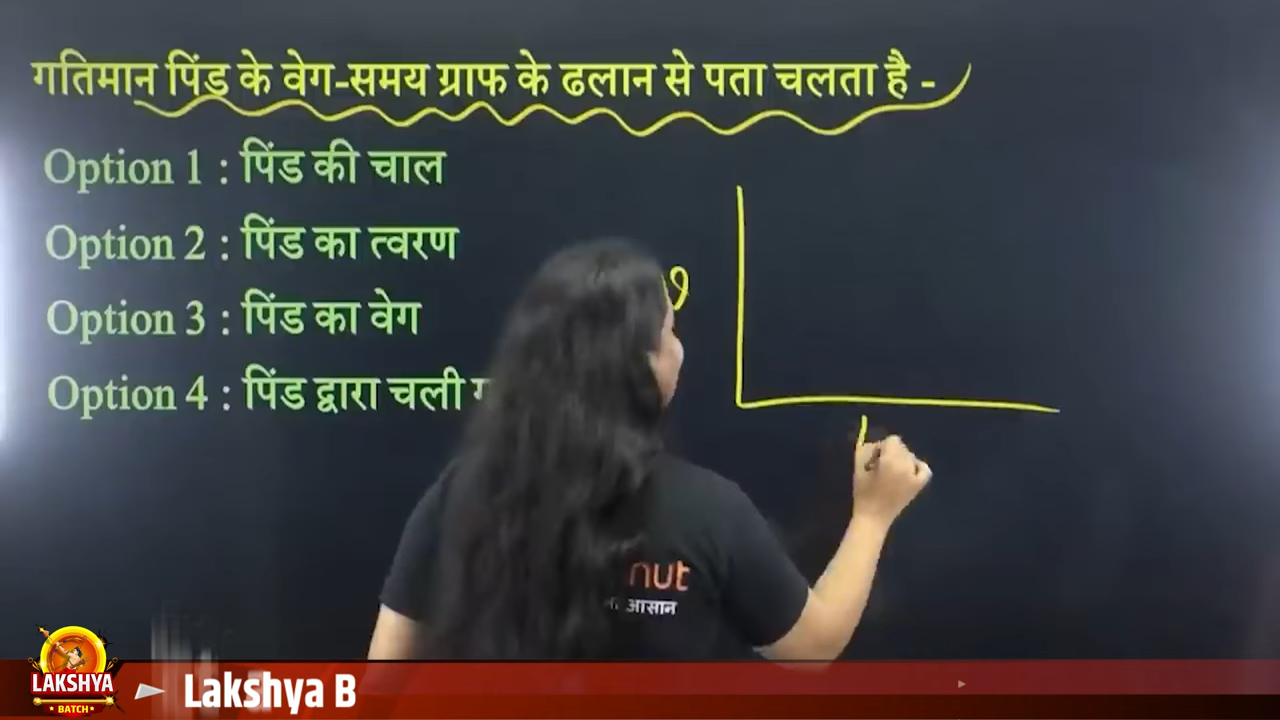 गतिमान पिंड के वेग-समय ग्राफ के ढलान से पता चलता है -
Option 1 : पिंड की चाल
Option 2 : पिंड का त्वरण
Option 3 : पिंड का वेग
Option 4 : पिंड द्वारा चली
nut
आसान
LAKSHYA
BATCH
Lakshya B